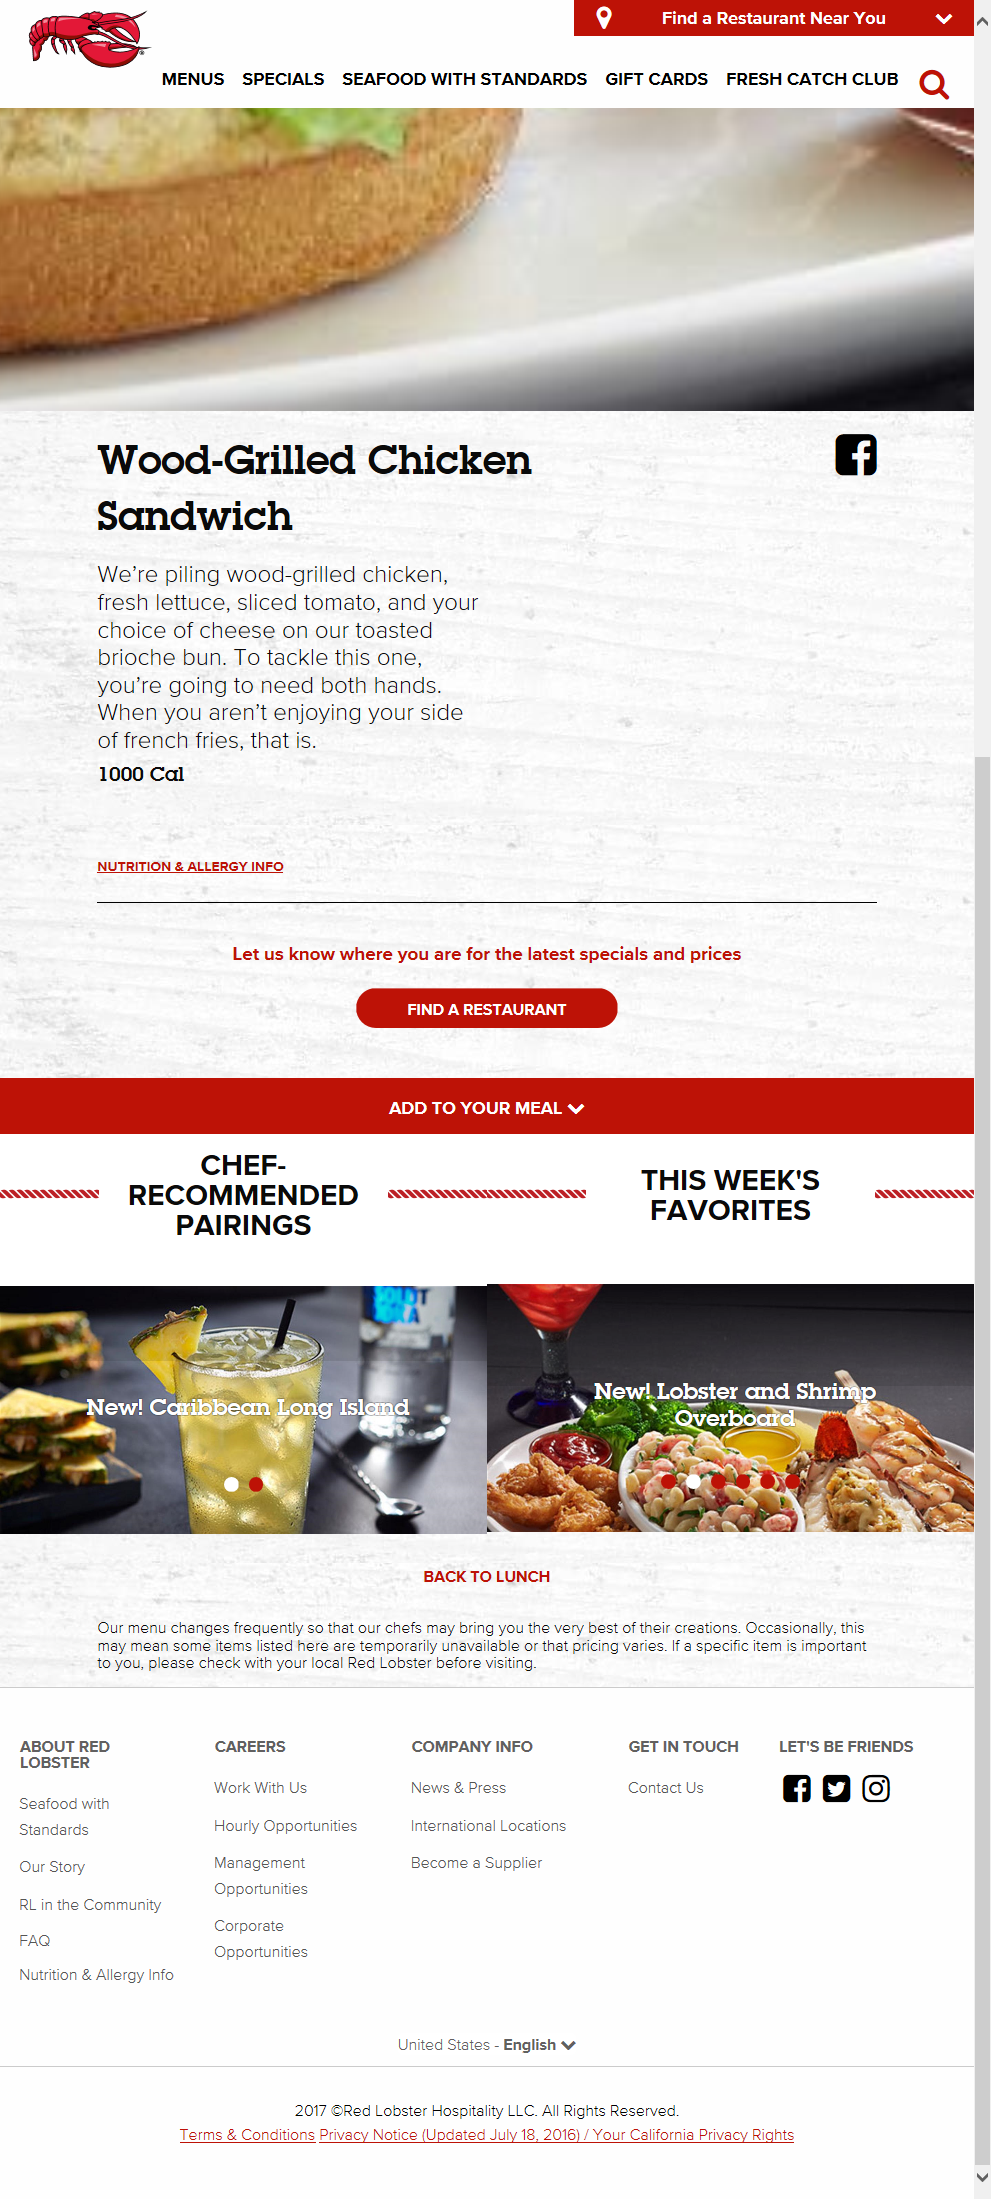 Find a Restaurant Near You
MENUS SPECIALS SEAFOOD WITH STANDARDS GIFT CARDS FRESH CATCH CLUB
Wood-Grilled Chicken
Sandwich
We’re piling wood-grilled chicken,
fresh lettuce, sliced tomato, and your
choice of cheese on our toasted
brioche bun. To tackle this one,
you’re going to need both hands.
When you aren’t enjoying your side
of french fries, that is.
1000 Cal
NUTRITION & ALLERGY INFO
Let us know where you are for the latest specials and prices
FIND A RESTAURANT
ADD TO YOUR MEAL
CHEF-
RECOMMENDED
PAIRINGS
THIS WEEK'S
FAVORITES
New! Caribbean Long Island
New! Lobster and Shrimp
Overboard
BACK TO LUNCH
Our menu changes frequently so that our chefs may bring you the very best of their creations. Occasionally, this
may mean some items listed here are temporarily unavailable or that pricing varies. If a specific item is important
to you, please check with your local Red Lobster before visiting.
ABOUT RED
LOBSTER
Seafood with
Standards
Our Story
RL in the Community
FAQ
Nutrition & Allergy Info
CAREERS
Work With Us
Hourly Opportunities
Management
Opportunities
Corporate
Opportunities
COMPANY INFO
News & Press
International Locations
Become a Supplier
GET IN TOUCH
Contact Us
LET'S BE FRIENDS
United States - English
2017 ©Red Lobster Hospitality LLC. All Rights Reserved.
Terms & Conditions Privacy Notice (Updated July 18, 2016) / Your California Privacy Rights